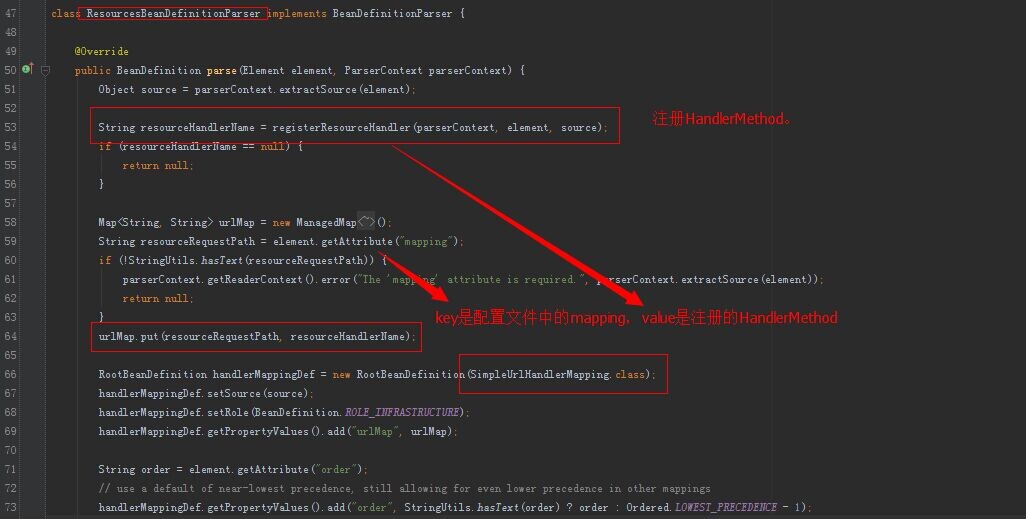 47 class ResourcesBeanDefinitionParser implements BeanDefinitionParser {
48
49 @Override
50 public BeanDefinition parse(Element element, ParserContext parserContext) {
51 Object source = parserContext.extractSource(element);
52
53 String resourceHandlerName = registerResourceHandler(parserContext, element, source);
注册HandlerMethod。
54 if (resourceHandlerName == null) {
55 return null;
56 }
57
58 Map<String, String> urlMap = new ManagedMap<~>();
59 String resourceRequestPath = element.getAttribute("mapping");
60 if (!StringUtils.hasText(resourceRequestPath)) {
61 parserContext.getReaderContext().error("The 'mapping' attribute is required.", parserContext.extractSource(element));
62 return null;
63 }
key是配置文件中的mapping，value是注册的HandlerMethod
64 urlMap.put(resourceRequestPath, resourceHandlerName);
65
66 RootBeanDefinition handlerMappingDef = new RootBeanDefinition(SimpleUrlHandlerMapping.class);
67 handlerMappingDef.setSource(source);
68 handlerMappingDef.setRole(BeanDefinition.ROLE_INFRASTRUCTURE);
69 handlerMappingDef.getPropertyValues().add("urlMap", urlMap);
70
71 String order = element.getAttribute("order");
72 // use a default of near-lowest precedence, still allowing for even lower precedence in other mappings
73 handlerMappingDef.getPropertyValues().add("order", StringUtils.hasText(order) ? order : Ordered.LOWEST_PRECEDENCE - 1);